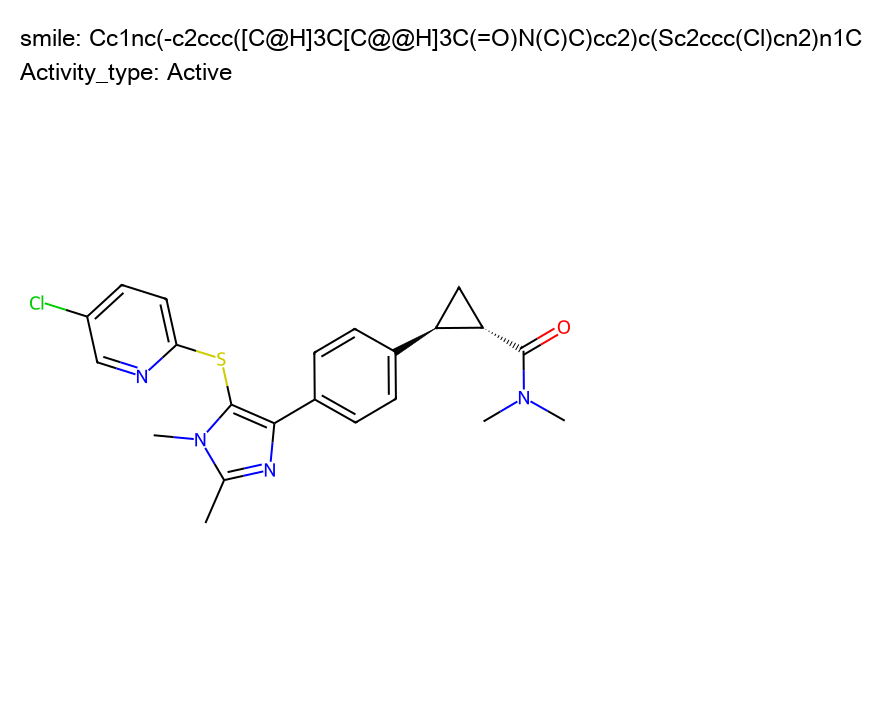 smile: Cc1nc(-c2ccc([C@H]3C[C@@H]3C(=O)N(C)C)cc2)c(Sc2ccc(Cl)cn2)n1C
Activity_type: Active
Cl
O
S
N
N
N
N